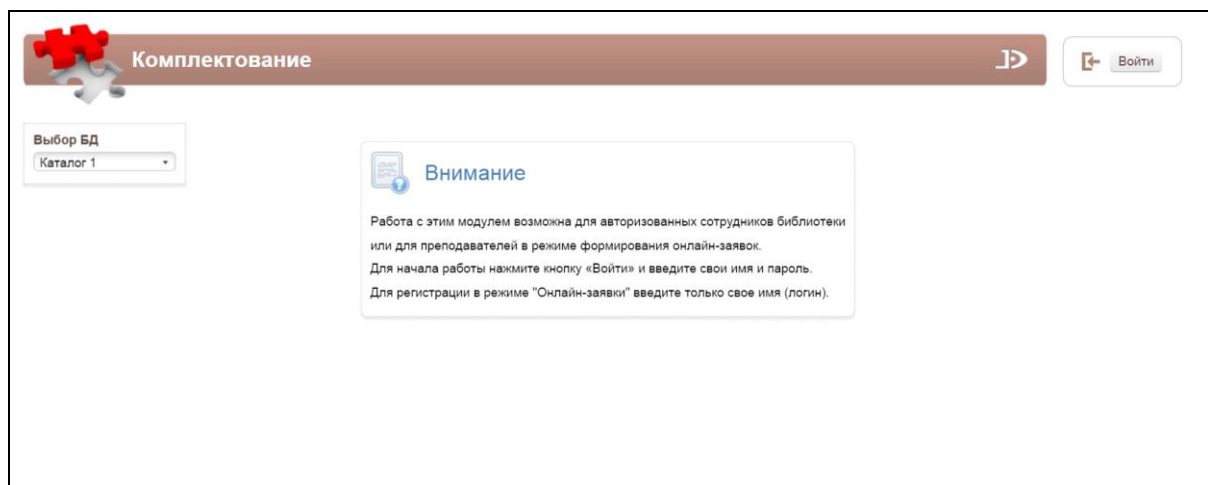 Комплектование
Войти
Выбор БД
Каталог 1
Внимание
Работа с этим модулем возможна для авторизованных сотрудников библиотеки
или для преподавателей в режиме формирования онлайн-заявок.
Для начала работы нажмите кнопку «Войти» и введите свои имя и пароль.
Для регистрации в режиме "Онлайн-заявки" введите только свое имя (логин).